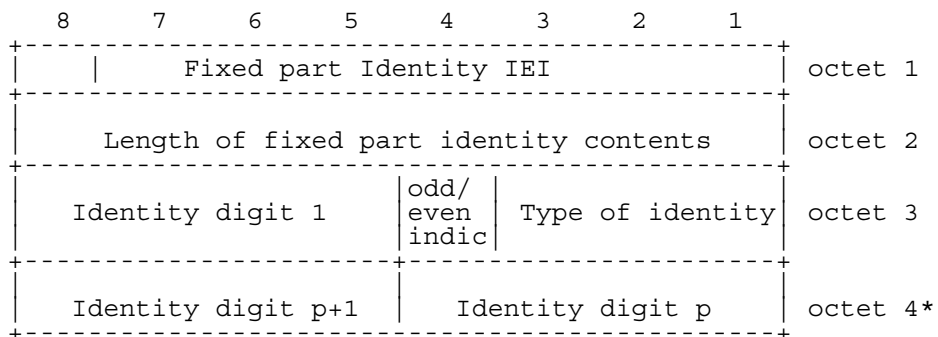 8 7 6 5 4 3 2 1
Fixed part Identity IEI octet 1
Length of fixed part identity contents octet 2
odd/
Identity digit 1 even Type of identity octet 3
indic
Identity digit p+1 Identity digit p octet 4*